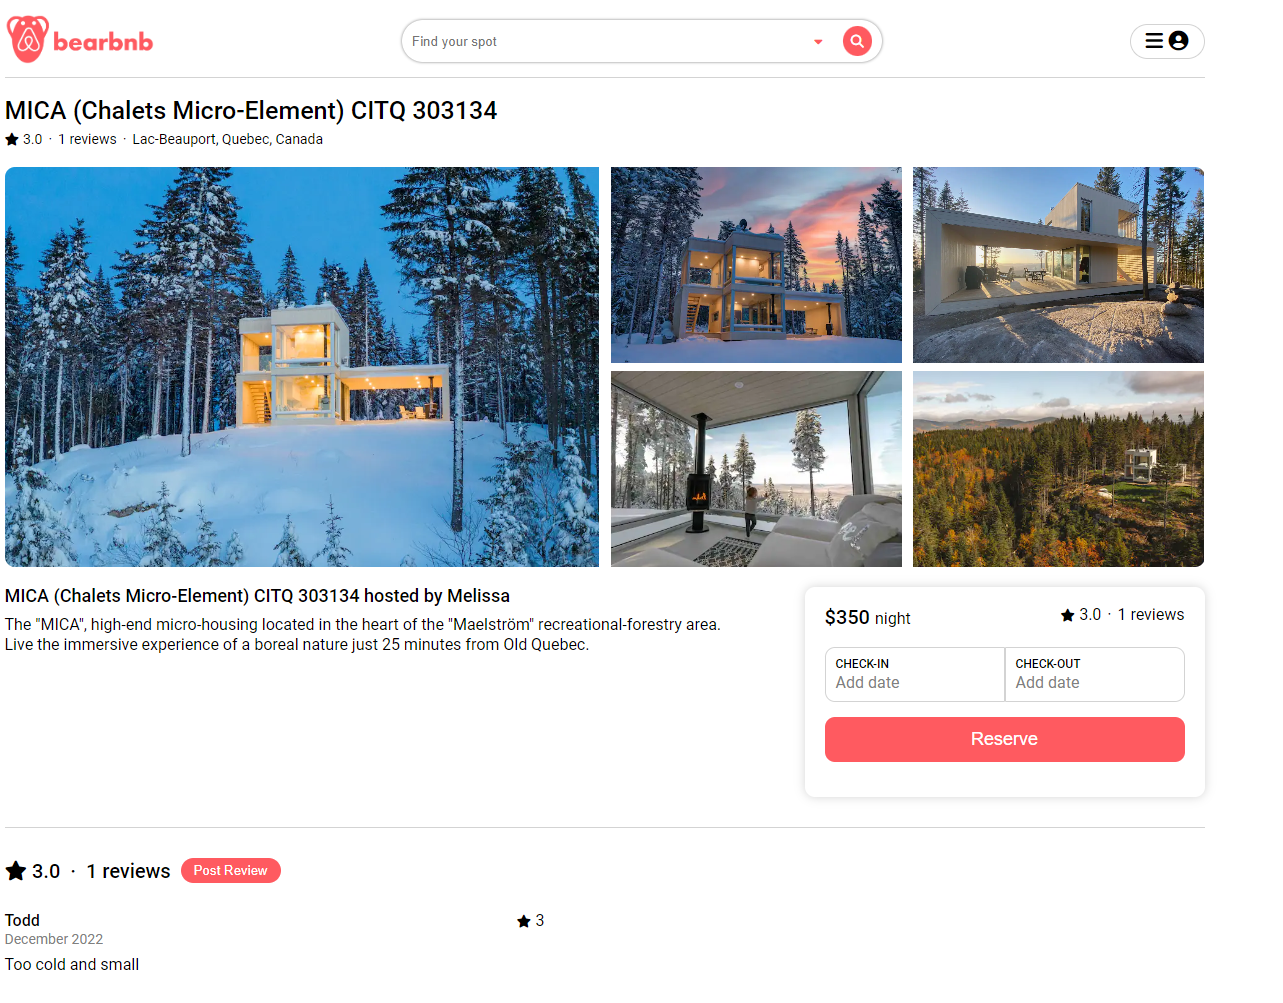 bearbnb
Find your spot
MICA (Chalets Micro-Element) CITQ 303134
3.0 · 1 reviews · Lac-Beauport, Quebec, Canada
MICA (Chalets Micro-Element) CITQ 303134 hosted by Melissa
The "MICA", high-end micro-housing located in the heart of the "Maelström" recreational-forestry area.
Live the immersive experience of a boreal nature just 25 minutes from Old Quebec.
$350 night
3.0 · 1 reviews
CHECK-IN
Add date
CHECK-OUT
Add date
Reserve
3.0 · 1 reviews
Post Review
Todd
3
December 2022
Too cold and small